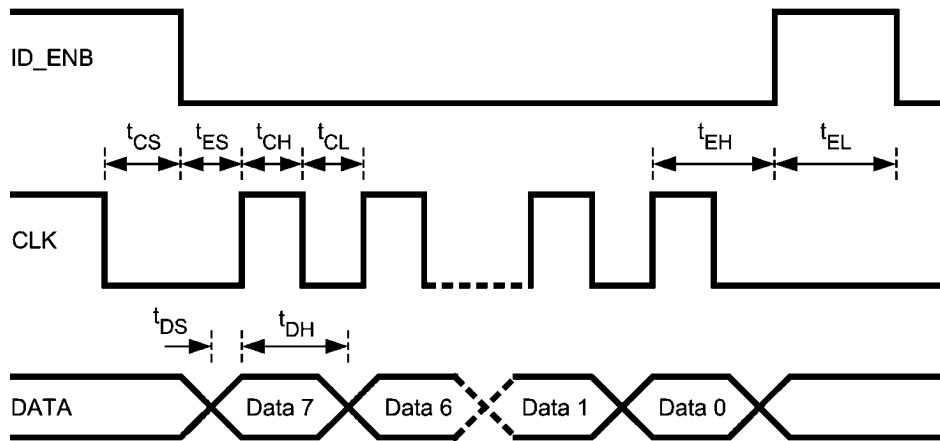 ID_ENB
tCS tES tCH tCL tEH tEL
CLK
tDS tDH
DATA Data 7 Data 6 Data 1 Data 0